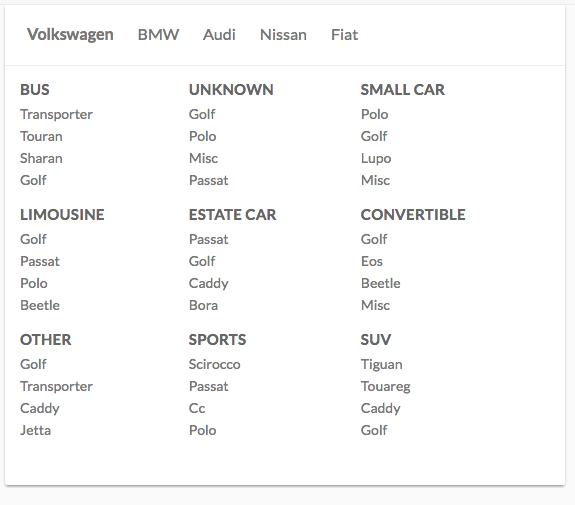 Volkswagen BMW Audi Nissan Fiat
BUS
Transporter
Touran
Sharan
Golf
UNKNOWN
Golf
Polo
Misc
Passat
SMALL CAR
Polo
Golf
Lupo
Misc
LIMOUSINE
Golf
Passat
Polo
Beetle
ESTATE CAR
Passat
Golf
Caddy
Bora
CONVERTIBLE
Golf
Eos
Beetle
Misc
OTHER
Golf
Transporter
Caddy
Jetta
SPORTS
Scirocco
Passat
Cc
Polo
SUV
Tiguan
Touareg
Caddy
Golf